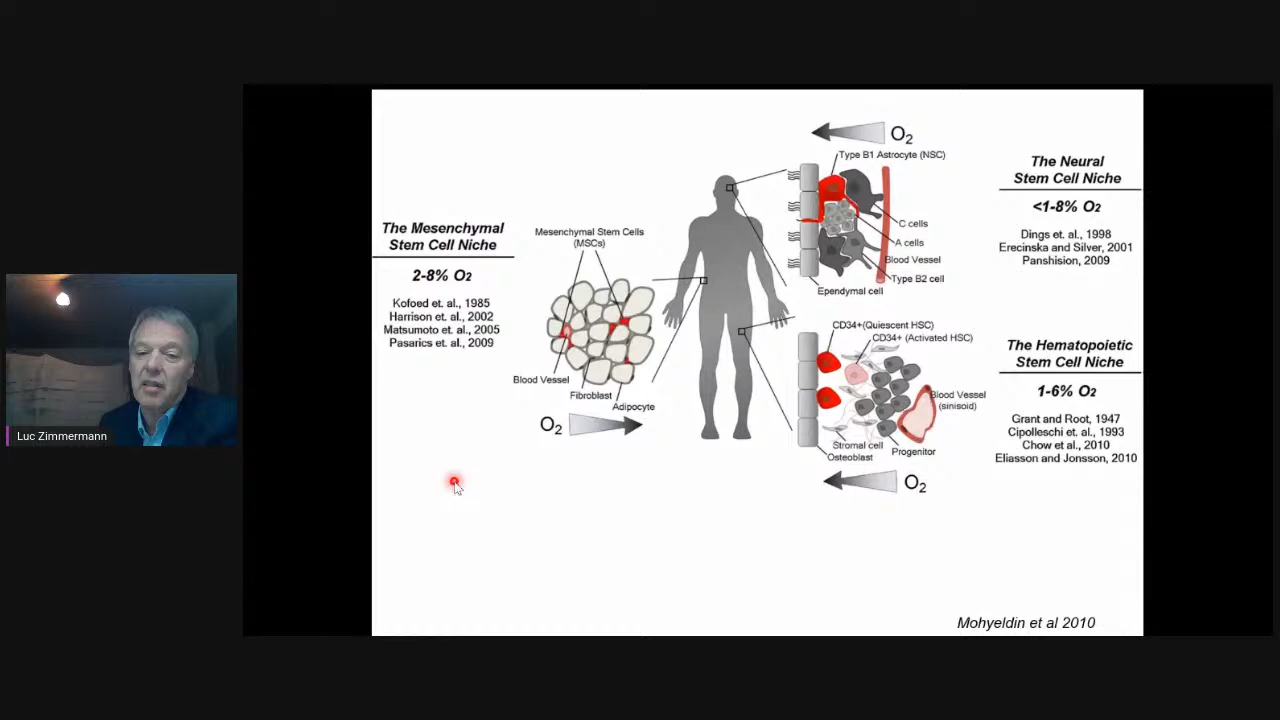 The Mesenchymal
Stem Cell Niche
2-8% O2
Kofoed et. al., 1985
Harrison et. al., 2002
Matsumoto et. al., 2005
Pasarics et. al., 2009
Mesenchymal Stem Cells
(MSCs)
Blood Vessel
Fibroblast
Adipocyte
O2
O2
Type B1 Astrocyte (NSC)
C cells
A cells
Blood Vessel
Type B2 cell
Ependymal cell
The Neural
Stem Cell Niche
<1-8% O2
Dings et. al., 1998
Erecinska and Silver, 2001
Panshision, 2009
CD34+(Quiescent HSC)
CD34+ (Activated HSC)
Blood Vessel
(sinisoid)
Stromal cell
Progenitor
Osteoblast
O2
The Hematopoietic
Stem Cell Niche
1-6% O2
Grant and Root, 1947
Cipolleschi et. al., 1993
Chow et al., 2010
Eliasson and Jonsson, 2010
Luc Zimmermann
Mohyeldin et al 2010